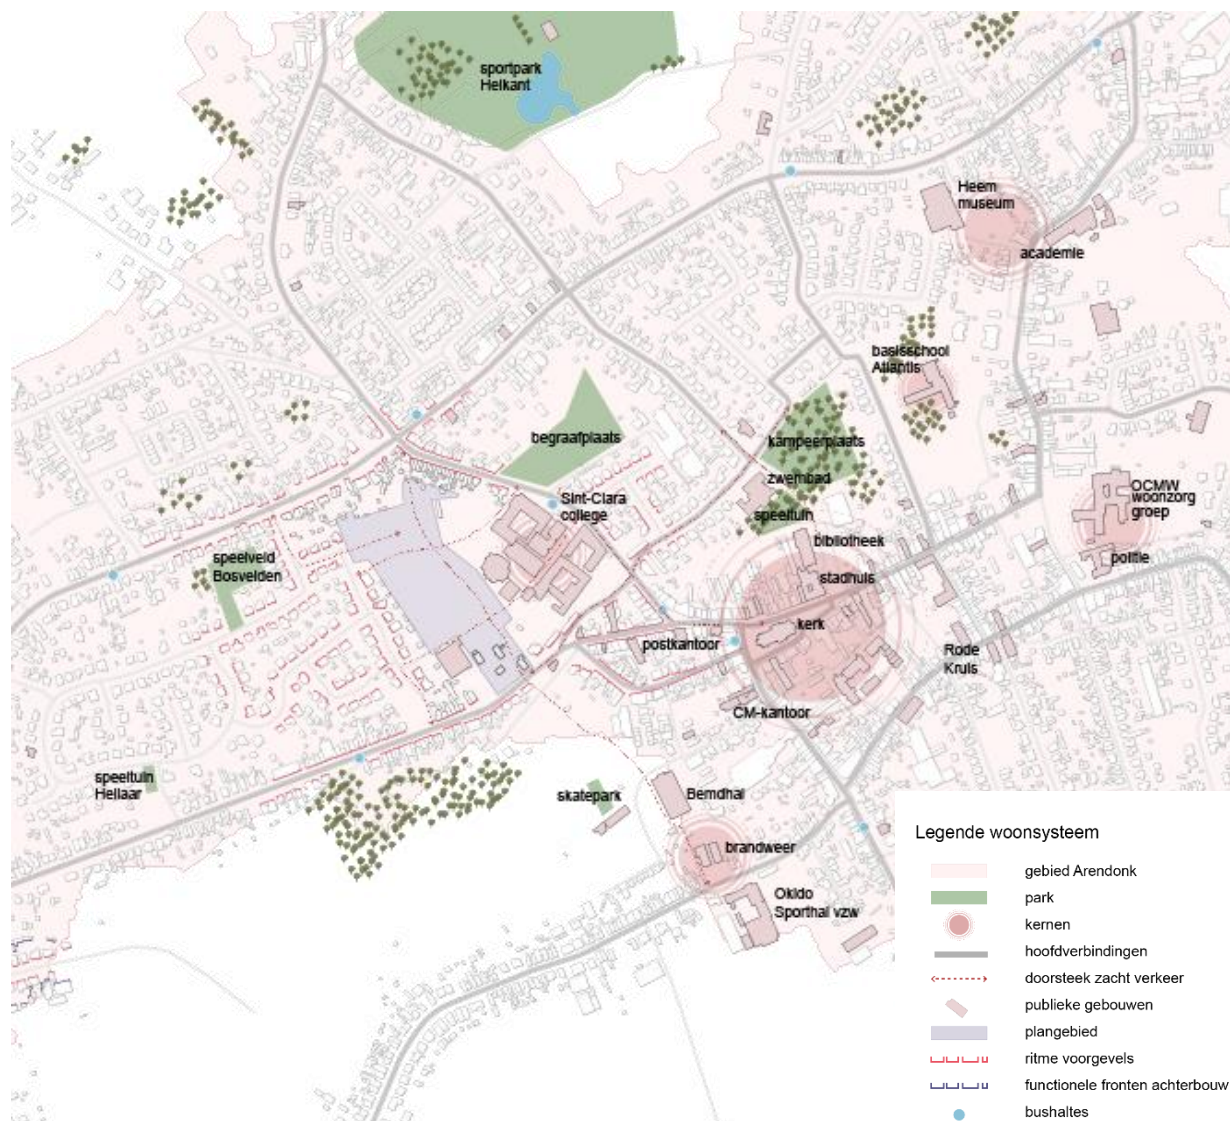 sportpark
Heikant
Heem
museum
academie
basisschool
Atlantis
begraafplaats
kampeerplaats
zwembad
speeltuin
Sint-Clara
college
OCMW
woonzorg
groep
bibliotheek
politie
speelveld
Bosvelden
stadhuis
kerk
postkantoor
Rode
Kruis
CM-kantoor
speeltuin
Hellaar
skatepark
Berndhal
brandweer
Okido
Sporthal vzw
Legende woonsysteem
gebied Arendonk
park
kernen
hoofdverbindingen
doorsteek zacht verkeer
publieke gebouwen
plangebied
ritme voorgevels
functionele fronten achterbouw
bushaltes